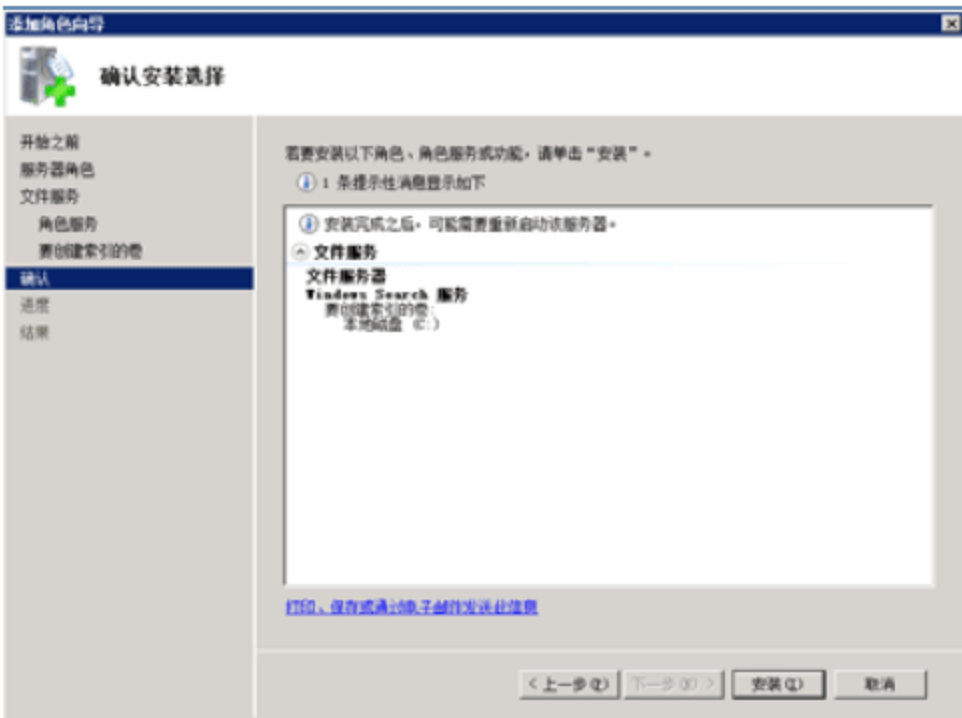 添加角色向导
确认安装选择
开始之前
服务器角色
文件服务
角色服务
要创建索引的卷
确认
进度
结果
若要安装以下角色、角色服务或功能，请单击“安装”。
1 条提示性消息显示如下
安装完成之后，可能需要重新启动该服务器。
文件服务
文件服务器
Windows Search 服务
要创建索引的卷:
本地磁盘 (C:)
打印、保存或通过电子邮件发送此信息
< 上一步(P)
下一步(N) >
安装(I)
取消